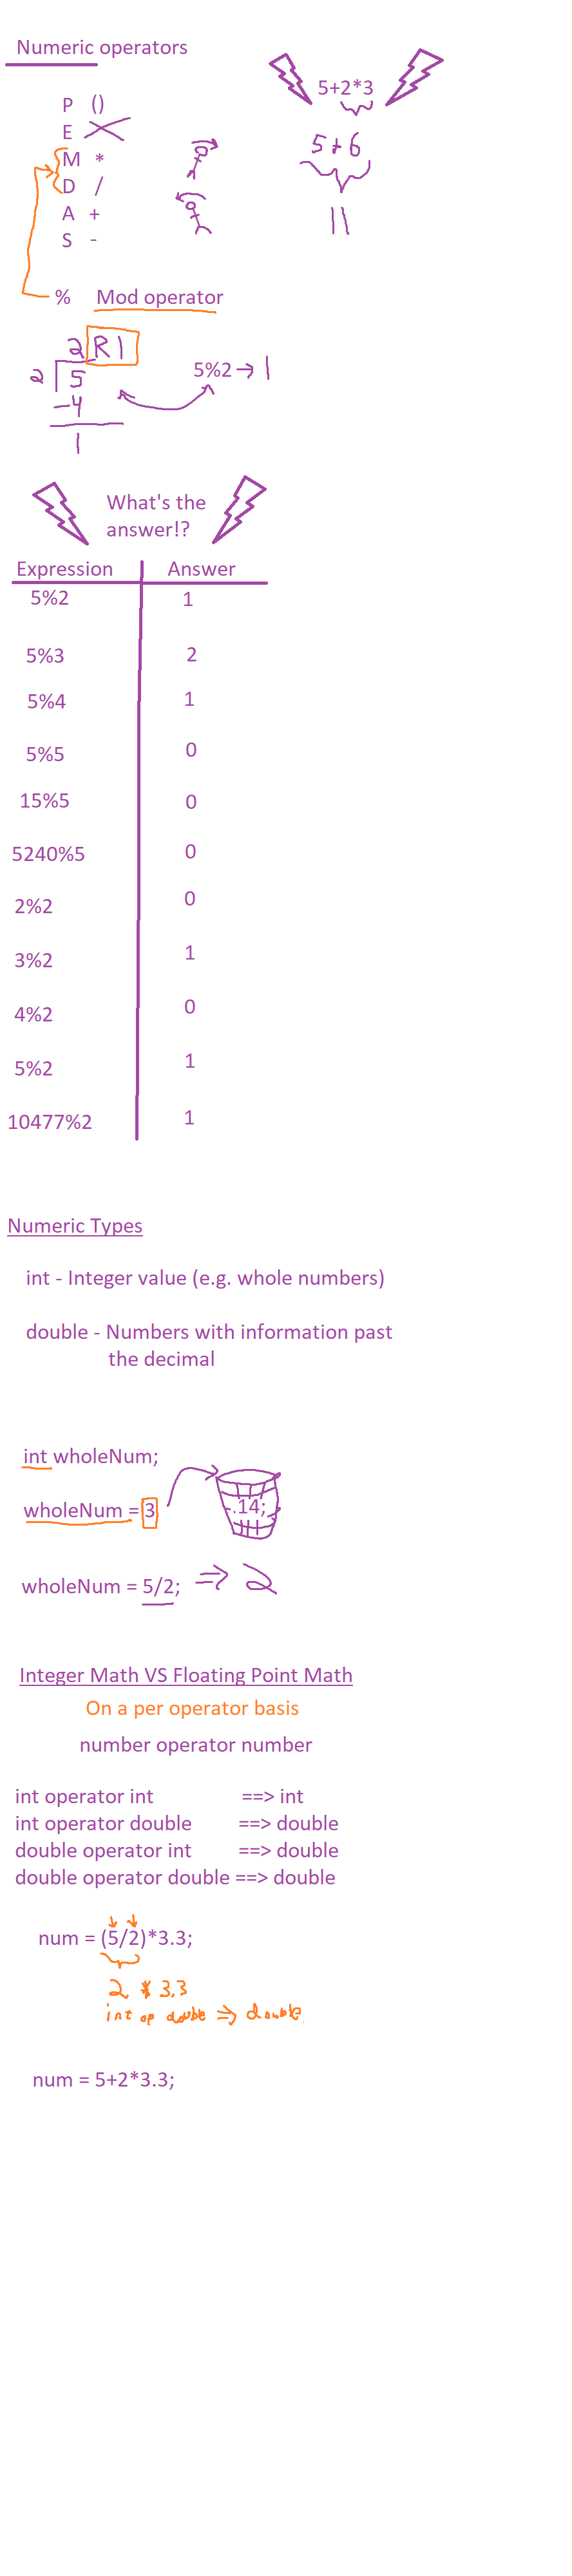 Numeric operators
5+2*3
P ()
E
M *
D /
A +
S -
5+6
11
% Mod operator
2 R1
2 5
-4
1
5%2 → 1
What's the
answer!?
Expression Answer
5%2 1
5%3 2
5%4 1
5%5 0
15%5 0
5240%5 0
2%2 0
3%2 1
4%2 0
5%2 1
10477%2 1
Numeric Types
int - Integer value (e.g. whole numbers)
double - Numbers with information past
the decimal
int wholeNum;
wholeNum = 3 .14;
wholeNum = 5/2; => 2
Integer Math VS Floating Point Math
On a per operator basis
number operator number
int operator int ==> int
int operator double ==> double
double operator int ==> double
double operator double ==> double
num = (5/2)*3.3;
2 * 3.3
int op double => double
num = 5+2*3.3;